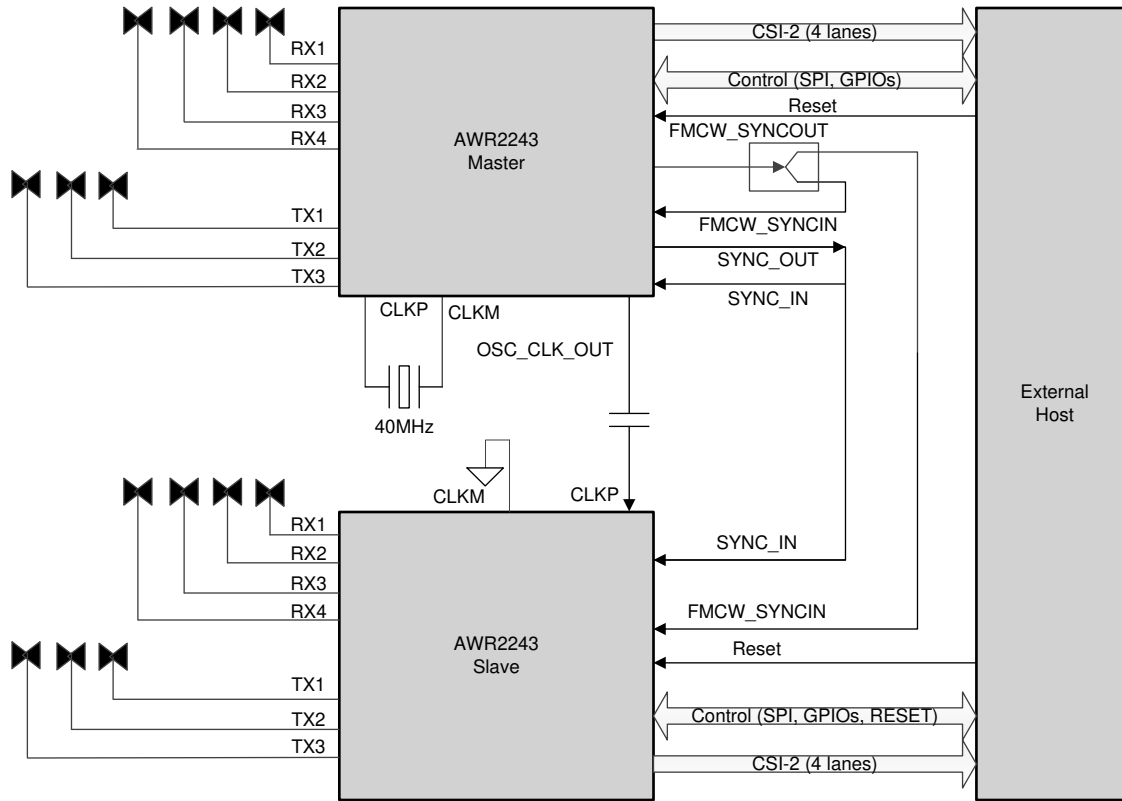 CSI-2 (4 lanes)
RX1
Control (SPI, GPIOs)
RX2
Reset
RX3
FMCW_SYNCOUT
RX4
AWR2243
Master
TX1
FMCW_SYNCIN
TX2
SYNC_OUT
TX3
SYNC_IN
CLKP
CLKM
OSC_CLK_OUT
External
Host
40MHz
CLKM
CLKP
RX1
SYNC_IN
RX2
RX3
RX4
FMCW_SYNCIN
AWR2243
Slave
Reset
TX1
TX2
Control (SPI, GPIOs, RESET)
TX3
CSI-2 (4 lanes)